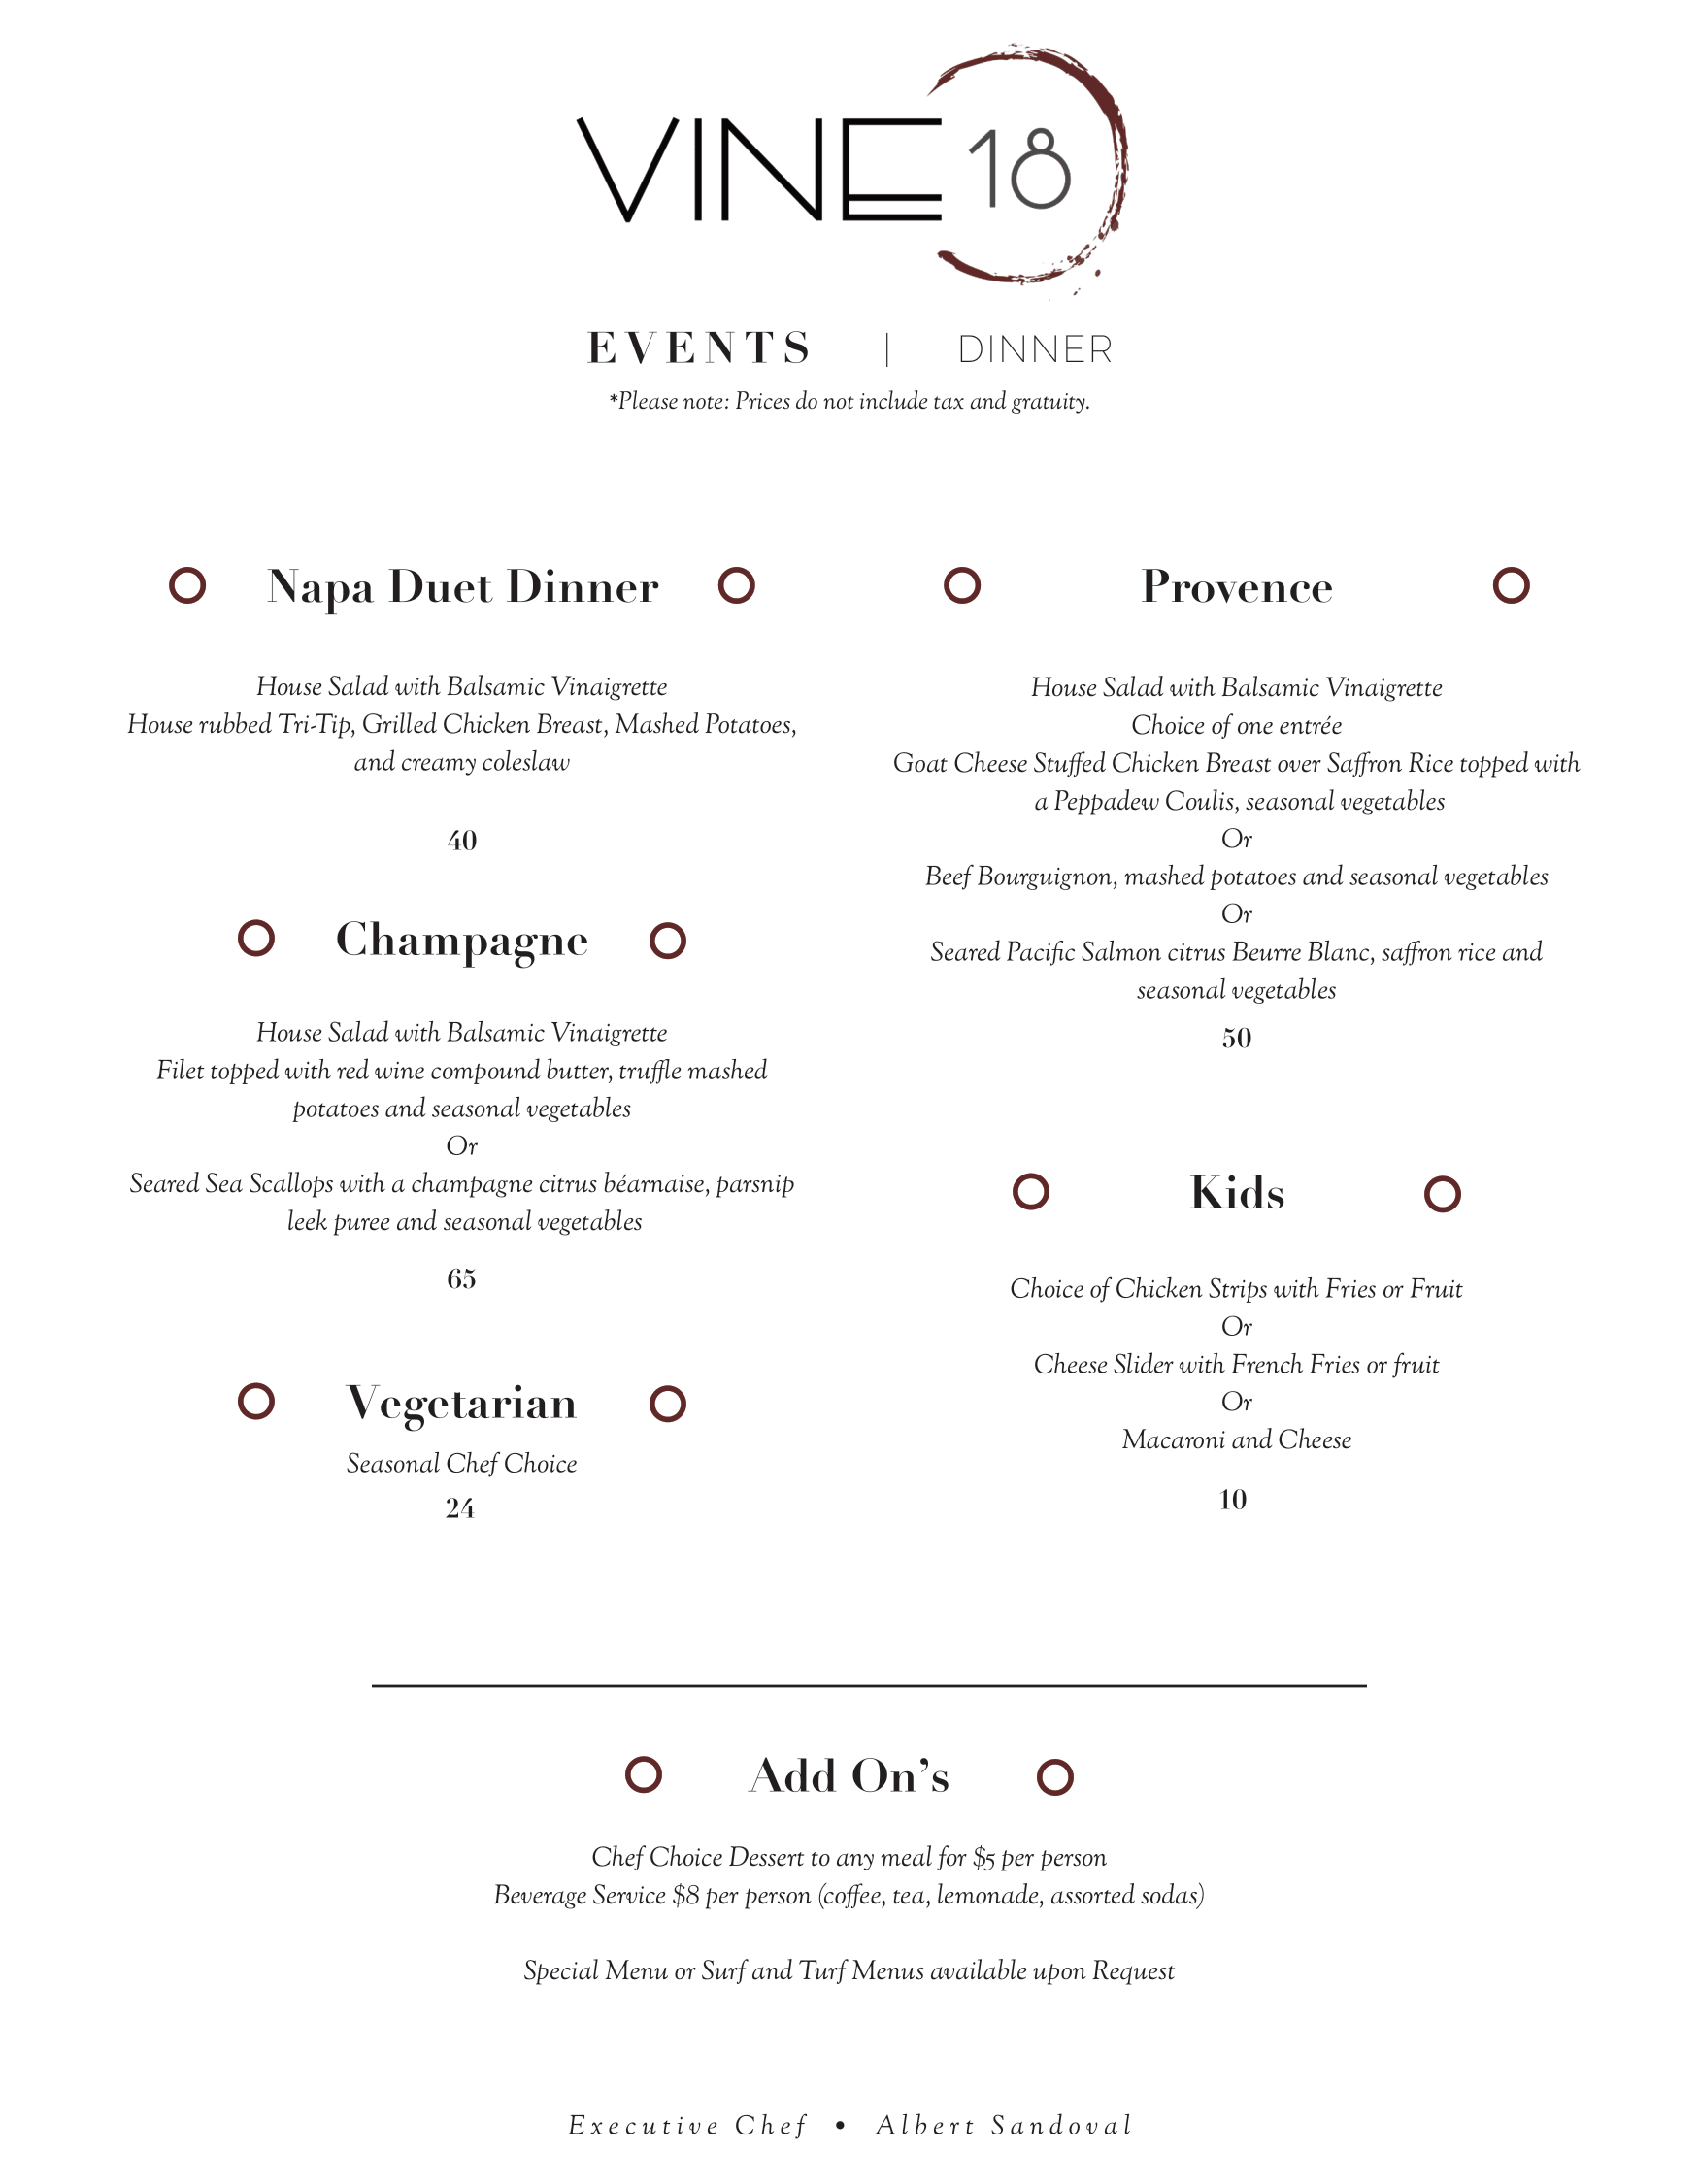 VINE 18
EVENTS | DINNER
*Please note: Prices do not include tax and gratuity.
Napa Duet Dinner
House Salad with Balsamic Vinaigrette
House rubbed Tri-Tip, Grilled Chicken Breast, Mashed Potatoes,
and creamy coleslaw
40
Champagne
House Salad with Balsamic Vinaigrette
Filet topped with red wine compound butter, truffle mashed
potatoes and seasonal vegetables
Or
Seared Sea Scallops with a champagne citrus béarnaise, parsnip
leek puree and seasonal vegetables
65
Vegetarian
Seasonal Chef Choice
24
Provence
House Salad with Balsamic Vinaigrette
Choice of one entrée
Goat Cheese Stuffed Chicken Breast over Saffron Rice topped with
a Peppadew Coulis, seasonal vegetables
Or
Beef Bourguignon, mashed potatoes and seasonal vegetables
Or
Seared Pacific Salmon citrus Beurre Blanc, saffron rice and
seasonal vegetables
50
Kids
Choice of Chicken Strips with Fries or Fruit
Or
Cheese Slider with French Fries or fruit
Or
Macaroni and Cheese
10
Add On's
Chef Choice Dessert to any meal for $5 per person
Beverage Service $8 per person (coffee, tea, lemonade, assorted sodas)
Special Menu or Surf and Turf Menus available upon Request
Executive Chef • Albert Sandoval